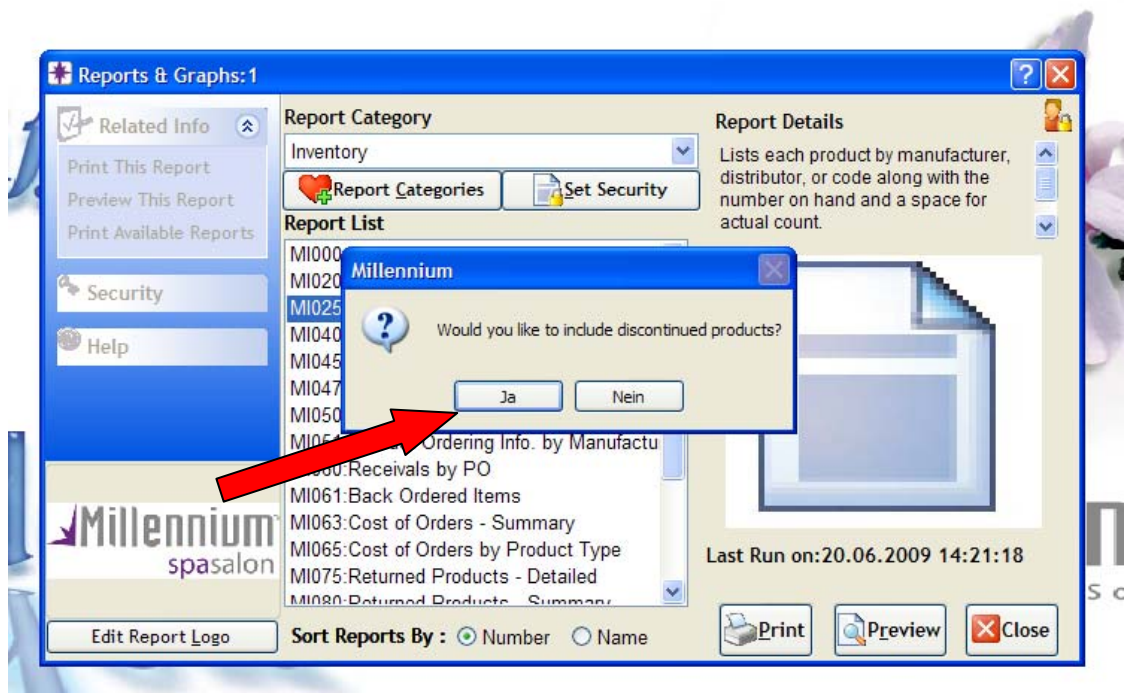 Reports & Graphs:1
Related Info
Print This Report
Preview This Report
Print Available Reports
Security
Help
Millennium
spasalon
Edit Report Logo
Report Category
Inventory
Report Categories
Set Security
Report List
MI000
MI020
MI025
MI040
MI045
MI047
MI050
Ordering Info. by Manufactu
:Receivals by PO
MI061:Back Ordered Items
MI063:Cost of Orders - Summary
MI065:Cost of Orders by Product Type
MI075:Returned Products - Detailed
MI080:Returned Products - Summary
Sort Reports By :
Number
Name
Millennium
Would you like to include discontinued products?
Ja
Nein
Report Details
Lists each product by manufacturer,
distributor, or code along with the
number on hand and a space for
actual count.
Last Run on:20.06.2009 14:21:18
Print
Preview
Close